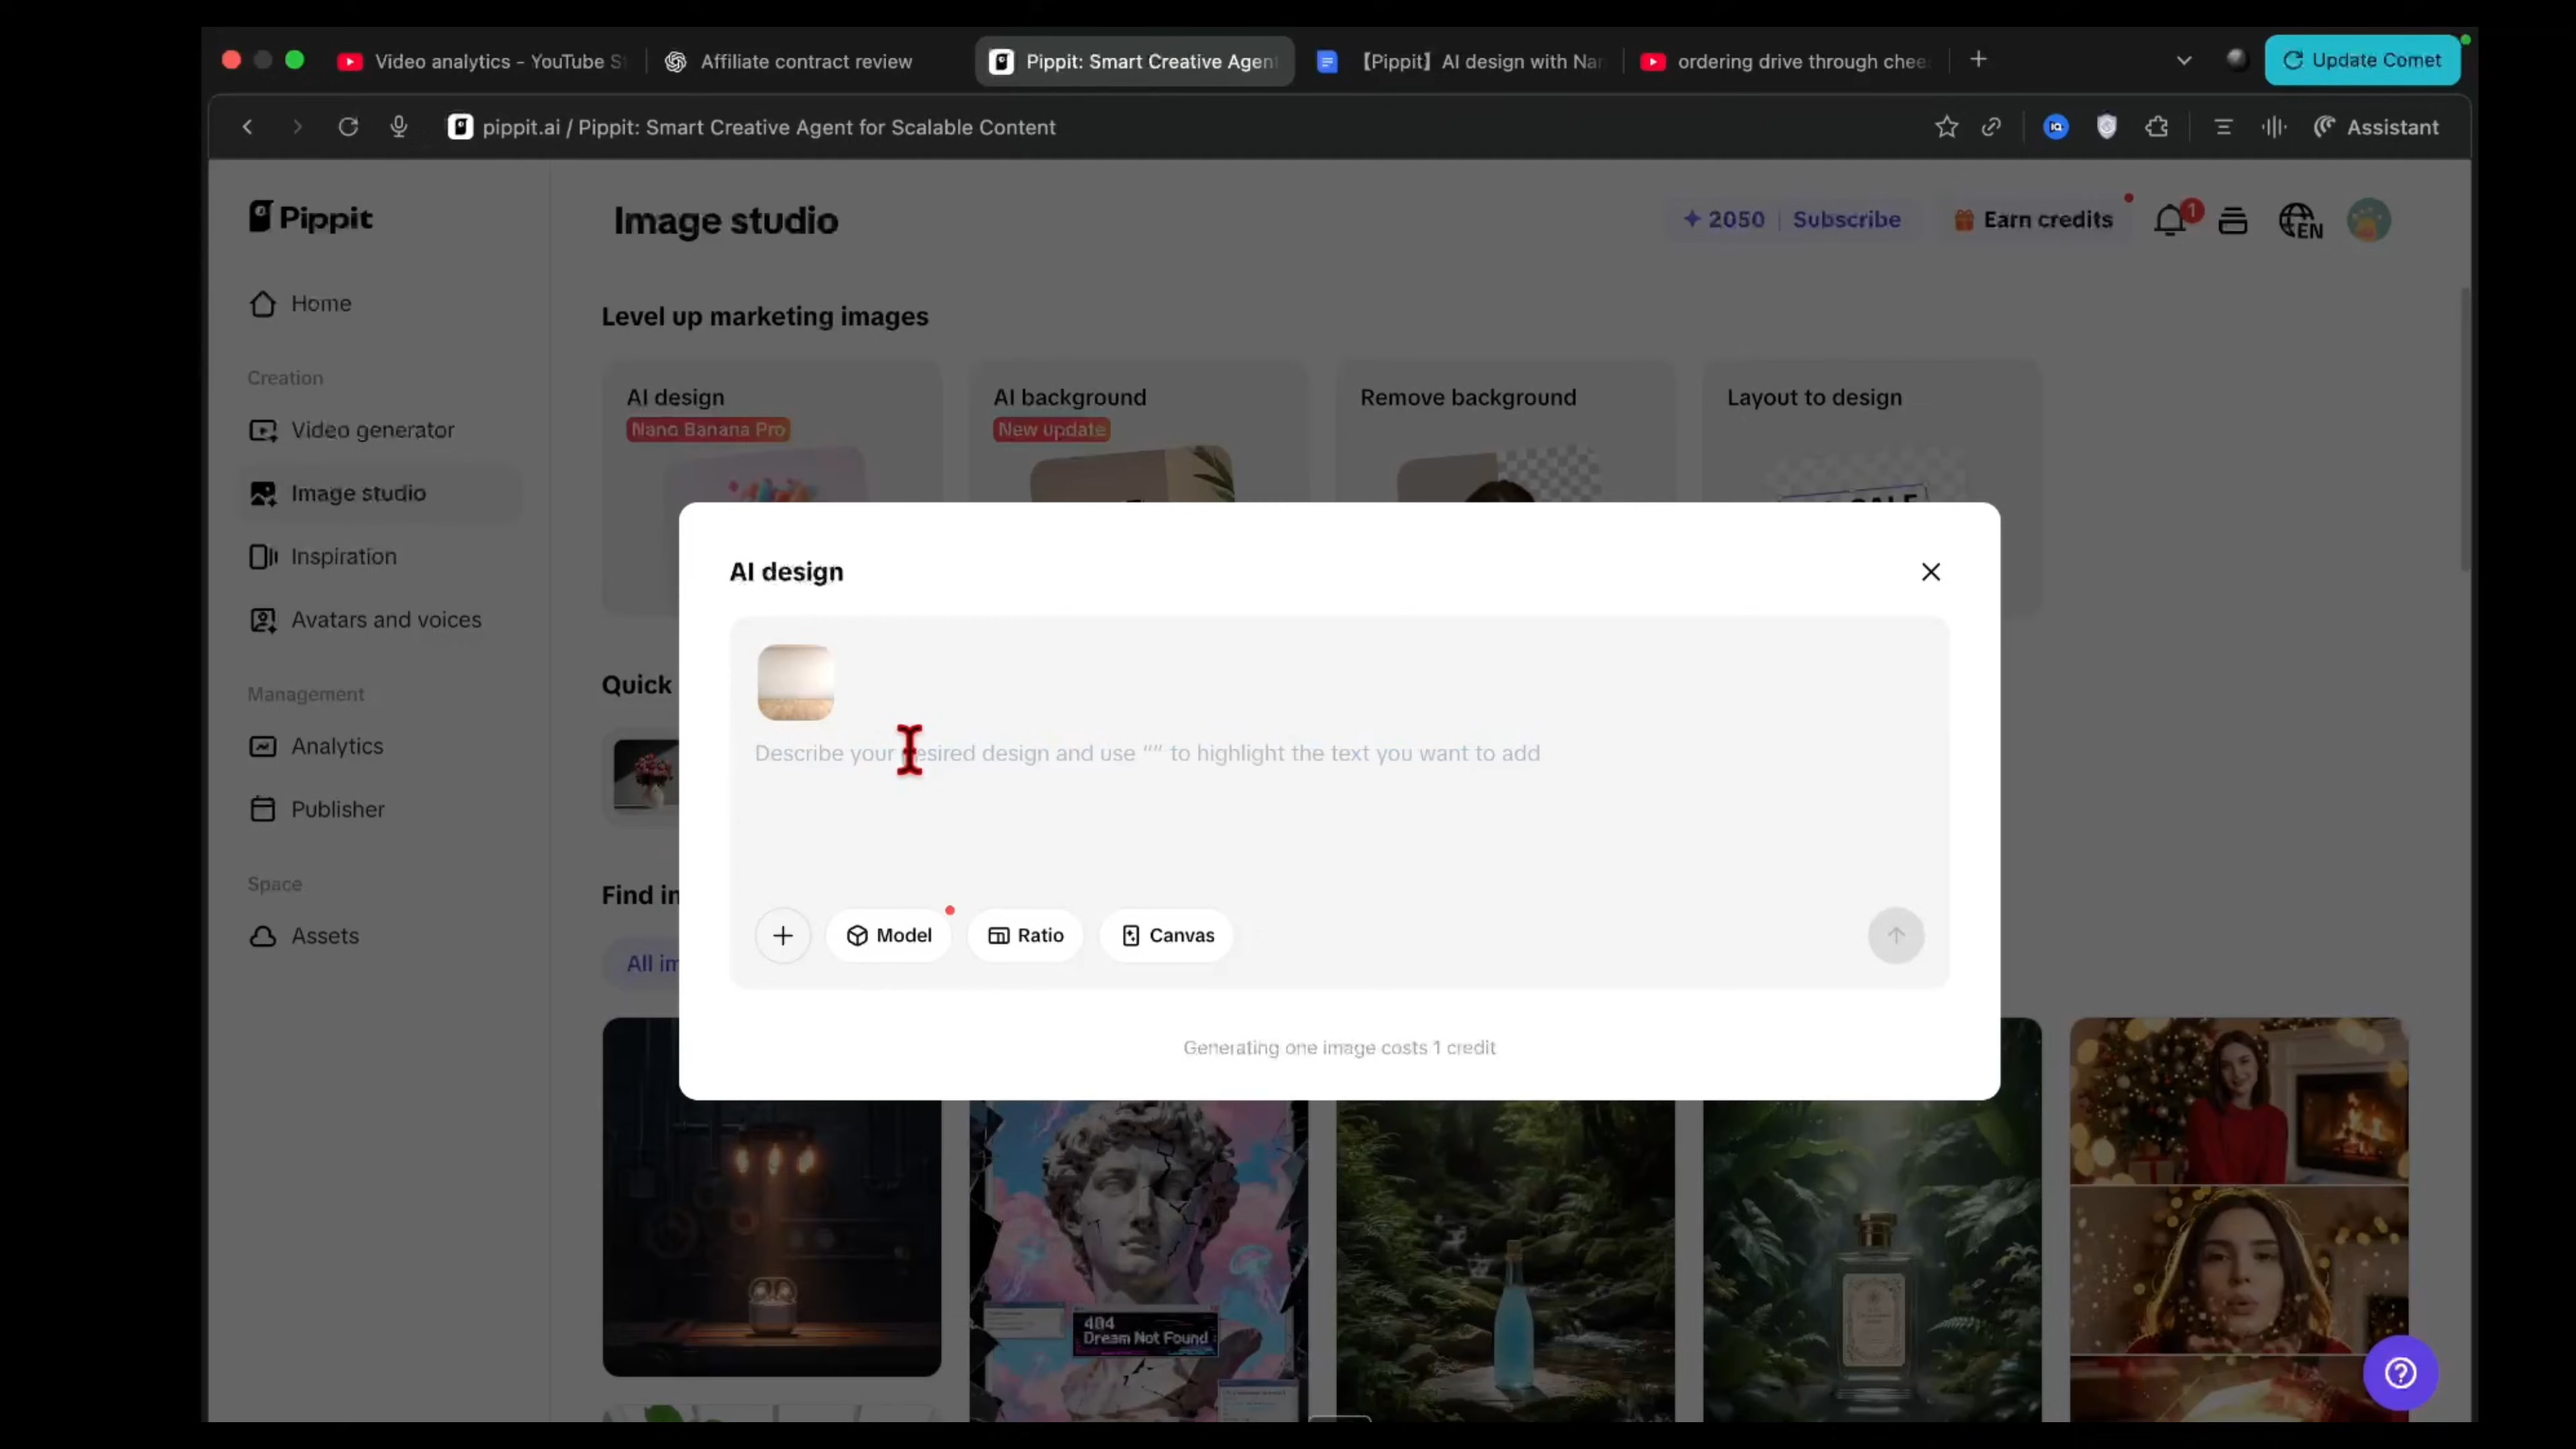 Video analytics - YouTube S
Affiliate contract review
Pippit: Smart Creative Agen
【Pippit】 AI design with Nan
ordering drive through chee
Update Comet
pippit.ai / Pippit: Smart Creative Agent for Scalable Content
IQ
Assistant
Pippit
Image studio
2050
Subscribe
Earn credits
1
EN
Home
Creation
Video generator
Image studio
Inspiration
Avatars and voices
Management
Analytics
Publisher
Space
Assets
Level up marketing images
AI design
Nano Banana Pro
AI background
New update
Remove background
Layout to design
SALE
Quick
Find in
All im
AI design
Describe your desired design and use “” to highlight the text you want to add
Model
Ratio
Canvas
Generating one image costs 1 credit
404
Dream Not Found